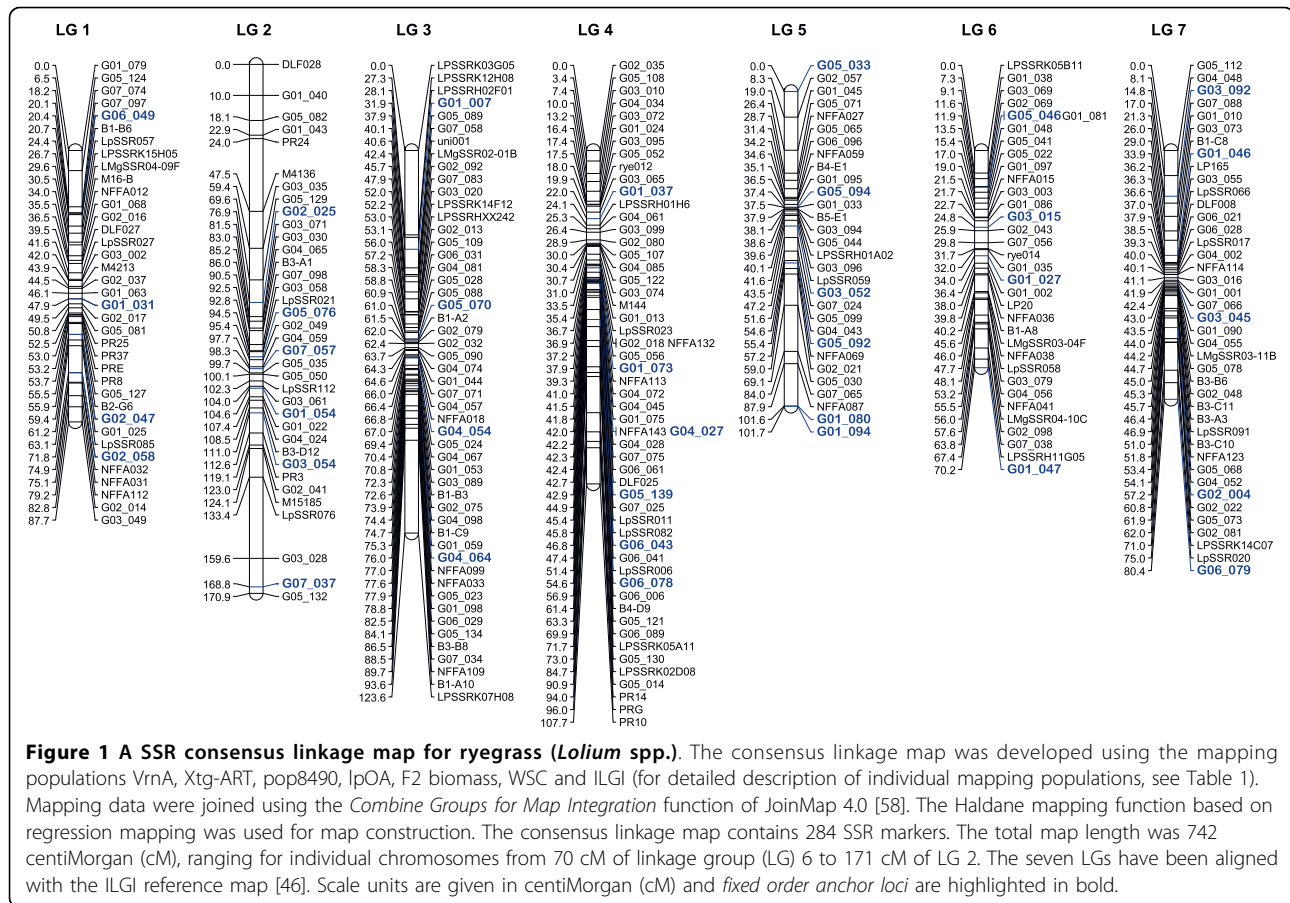 LG 1
0.0 G01_079
6.5 G05_124
18.2 G07_074
20.1 G07_097
20.4 G06_049
20.7 B1-B6
24.4 LpSSR057
26.7 LPSSRK15H05
29.6 LMgSSR04-09F
30.5 M16-B
34.0 NFFA012
35.5 G01_068
36.5 G02_016
39.5 DLF027
41.6 LpSSR027
42.0 G03_002
43.9 M4213
44.5 G02_037
46.1 G01_063
47.9 G01_031
49.5 G02_017
50.8 G05_081
52.5 PR25
53.0 PR37
53.2 PRE
53.7 PR8
55.5 G05_127
55.9 B2-G6
59.4 G02_047
61.2 G01_025
63.1 LpSSR085
71.8 G02_058
74.9 NFFA032
75.1 NFFA031
79.2 NFFA112
82.8 G02_014
87.7 G03_049
LG 2
0.0 DLF028
10.0 G01_040
18.1 G05_082
22.9 G01_043
24.0 PR24
47.5 M4136
59.4 G03_035
69.6 G05_129
76.9 G02_025
81.5 G03_071
83.0 G03_030
85.2 G04_065
86.0 B3-A1
90.5 G07_098
92.5 G03_058
92.8 LpSSR021
94.5 G05_076
95.4 G02_049
97.7 G04_059
98.3 G07_057
99.7 G05_035
100.1 G05_050
102.3 LpSSR112
104.0 G03_061
104.6 G01_054
107.4 G01_022
108.5 G04_024
111.0 B3-D12
112.6 G03_054
119.1 PR3
123.0 G02_041
124.1 M15185
133.4 LpSSR076
159.6 G03_028
168.8 G07_037
170.9 G05_132
LG 3
0.0 LPSSRK03G05
27.3 LPSSRK12H08
28.1 LPSSRH02F01
31.9 G01_007
37.9 G05_089
40.1 G07_058
40.6 uni001
42.4 LMgSSR02-01B
47.7 G02_092
49.9 G07_083
52.0 G03_020
52.2 LPSSRK14F12
53.0 LPSSRHXX242
53.1 G02_013
56.0 G05_109
57.2 G06_031
58.3 G04_081
58.9 G05_028
60.9 G05_088
61.0 G05_070
61.5 B1-A2
62.0 G02_079
62.4 G02_032
63.7 G05_090
64.3 G04_074
64.6 G01_044
66.0 G07_071
66.4 G04_057
66.8 NFFA018
67.0 G04_054
69.4 G05_024
70.4 G04_067
70.8 G01_053
72.3 G03_089
72.6 B1-B3
73.9 G02_075
74.4 G04_098
74.7 B1-C9
75.3 G01_059
76.0 G04_064
77.0 NFFA099
77.6 NFFA033
77.9 G05_023
78.8 G01_098
82.5 G06_029
84.1 G05_134
86.5 B3-B8
88.5 G07_034
89.7 NFFA109
93.6 B1-A10
123.6 LPSSRK07H08
LG 4
0.0 G02_035
3.4 G05_108
7.4 G03_010
9.5 G04_034
12.2 G03_072
16.4 G01_024
17.4 G03_095
17.5 G05_052
18.0 rye012
19.9 G03_065
22.0 G01_037
24.1 LPSSRH01H6
25.3 G04_061
26.4 G03_099
28.9 G02_080
30.0 G05_107
30.4 G04_085
30.7 G05_122
31.0 G03_074
33.5 M144
35.4 G01_013
36.7 LpSSR023
36.9 G02_018 NFFA132
37.2 G05_056
37.9 G01_073
39.3 NFFA113
40.6 G04_072
41.5 G04_045
41.8 G01_075
42.0 NFFA143 G04_027
42.2 G04_028
42.3 G07_075
42.4 G06_061
42.7 DLF025
42.9 G05_139
44.9 G07_025
45.4 LpSSR011
45.8 LpSSR082
46.8 G06_043
47.4 G06_041
51.4 LpSSR006
54.6 G06_078
56.9 G06_006
61.4 B4-D9
63.3 G05_121
69.9 G06_089
71.7 LPSSRK05A11
73.0 G05_130
84.7 LPSSRK02D08
90.9 G05_014
94.0 PR14
96.0 PRG
107.7 PR10
LG 5
0.0 G05_033
8.3 G02_057
19.0 G01_045
26.4 G05_071
28.7 NFFA027
31.4 G05_065
34.2 G06_096
34.6 NFFA059
35.1 B4-E1
36.5 G01_095
37.4 G05_094
37.5 G01_033
37.9 B5-E1
38.1 G03_094
38.6 G05_044
39.6 LPSSRH01A02
40.1 G03_096
41.6 LpSSR059
43.5 G03_052
47.2 G07_024
51.6 G05_099
54.6 G04_043
55.4 G05_092
57.2 NFFA069
59.0 G02_021
69.1 G05_030
84.0 G07_065
87.9 NFFA087
101.6 G01_080
101.7 G01_094
LG 6
0.0 LPSSRK05B11
7.3 G01_038
9.1 G03_069
11.6 G02_069
11.9 G05_046 G01_081
13.5 G01_048
15.4 G05_041
17.0 G05_022
19.0 G01_097
21.5 NFFA015
21.8 G03_003
22.7 G01_086
24.8 G03_015
25.9 G02_043
29.8 G07_056
31.7 rye014
32.0 G01_035
34.0 G01_027
36.4 G01_002
38.0 LP20
39.8 NFFA036
40.2 B1-A8
45.6 LMgSSR03-04F
46.0 NFFA038
47.7 LpSSR058
48.1 G03_079
53.2 G04_056
55.5 NFFA041
56.0 LMgSSR04-10C
57.6 G02_098
63.8 G07_038
67.4 LPSSRH11G05
70.2 G01_047
LG 7
0.0 G05_112
8.1 G04_048
14.8 G03_092
17.0 G07_088
21.3 G01_010
26.0 G03_073
29.0 B1-C8
33.9 G01_046
36.2 LP165
36.3 G03_055
36.6 LpSSR066
37.0 DLF008
37.9 G06_021
38.5 G06_028
39.3 LpSSR017
40.0 G04_042
40.1 NFFA114
41.1 G03_016
41.9 G01_001
42.2 G07_066
42.4 G03_045
43.0 G01_090
43.5 G04_055
44.2 LMgSSR03-11B
44.7 G05_078
45.0 B3-B6
45.7 B3-C11
46.4 B3-A3
46.9 LpSSR091
47.9 B3-C10
51.8 NFFA123
53.4 G05_068
54.1 G04_052
57.2 G02_004
60.8 G02_022
61.9 G05_073
62.0 G02_081
71.0 LPSSRK14C07
75.0 LpSSR020
80.4 G06_079
Figure 1 A SSR consensus linkage map for ryegrass (Lolium spp.). The consensus linkage map was developed using the mapping
populations VrnA, Xtg-ART, pop8490, lpOA, F2 biomass, WSC and ILGI (for detailed description of individual mapping populations, see Table 1).
Mapping data were joined using the Combine Groups for Map Integration function of JoinMap 4.0 [58]. The Haldane mapping function based on
regression mapping was used for map construction. The consensus linkage map contains 284 SSR markers. The total map length was 742
centiMorgan (cM), ranging for individual chromosomes from 70 cM of linkage group (LG) 6 to 171 cM of LG 2. The seven LGs have been aligned
with the ILGI reference map [46]. Scale units are given in centiMorgan (cM) and fixed order anchor loci are highlighted in bold.